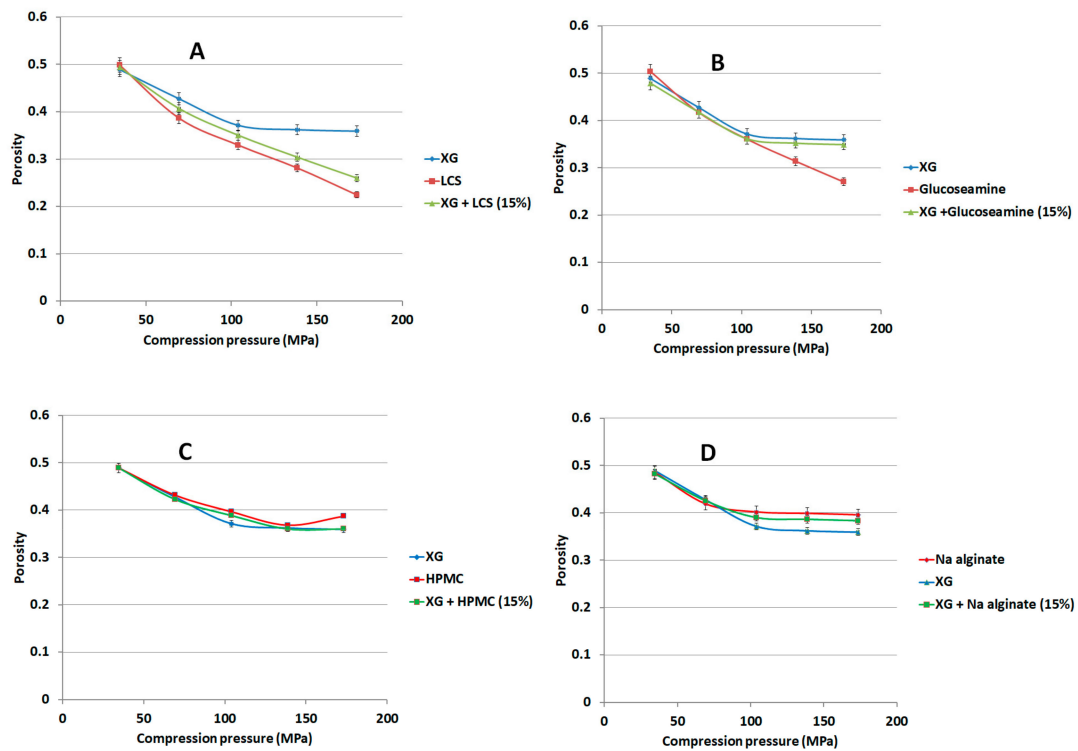 A
0.6
0.5
0.4
0.3
0.2
0.1
0
Porosity
0 50 100 150 200
Compression pressure (MPa)
XG
LCS
XG + LCS (15%)
B
0.6
0.5
0.4
0.3
0.2
0.1
0
Porosity
0 50 100 150 200
Compression pressure (MPa)
XG
Glucoseamine
XG +Glucoseamine (15%)
C
0.6
0.5
0.4
0.3
0.2
0.1
0
Porosity
0 50 100 150 200
Compression pressure (MPa)
XG
HPMC
XG + HPMC (15%)
D
0.6
0.5
0.4
0.3
0.2
0.1
0
Porosity
0 50 100 150 200
Compression pressure (MPa)
Na alginate
XG
XG + Na alginate (15%)